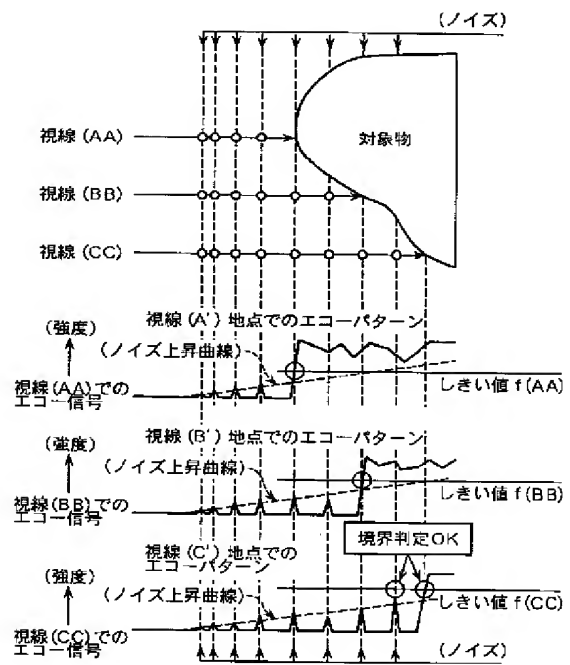 (ノイズ)
対象物
視線(AA)
視線(BB)
視線(CC)
視線(A')地点でのエコーパターン
(強度)
(ノイズ上昇曲線)
視線(AA)での
エコー信号
しきい値 f(AA)
視線(B')地点でのエコーパターン
(強度)
(ノイズ上昇曲線)
視線(BB)での
エコー信号
しきい値 f(BB)
境界判定OK
視線(C')地点での
エコーパターン
(強度)
(ノイズ上昇曲線)
しきい値 f(CC)
視線(CC)での
エコー信号
(ノイズ)